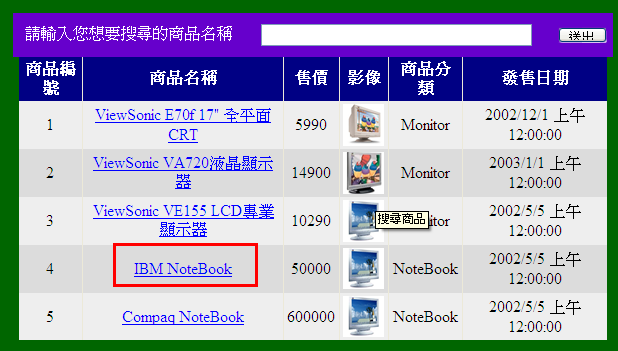 請輸入您想要搜尋的商品名稱 送出
商品編號 商品名稱 售價 影像 商品分類 發售日期
1 ViewSonic E70f 17" 全平面 CRT 5990 Monitor 2002/12/1 上午 12:00:00
2 ViewSonic VA720液晶顯示器 14900 Monitor 2003/1/1 上午 12:00:00
3 ViewSonic VE155 LCD專業顯示器 10290 搜尋商品 tor 2002/5/5 上午 12:00:00
4 IBM NoteBook 50000 NoteBook 2002/5/5 上午 12:00:00
5 Compaq NoteBook 600000 NoteBook 2002/5/5 上午 12:00:00